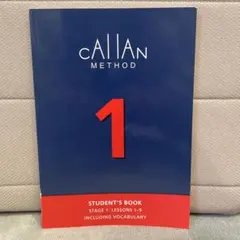 CALLAN
METHOD
1
STUDENT'S BOOK
STAGE 1 LESSONS 1-9
INCLUDING VOCABULARY